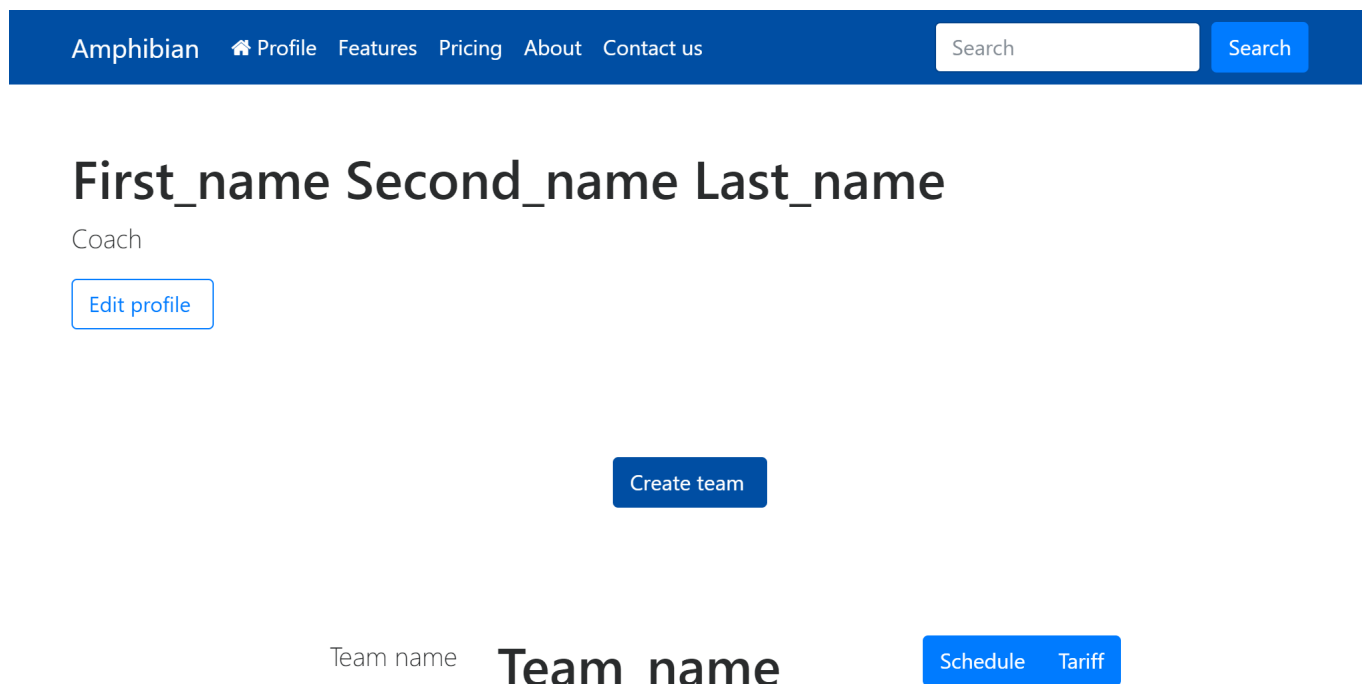 Amphibian Profile Features Pricing About Contact us Search Search
First_name Second_name Last_name
Coach
Edit profile
Create team
Team name Team_name Schedule Tariff